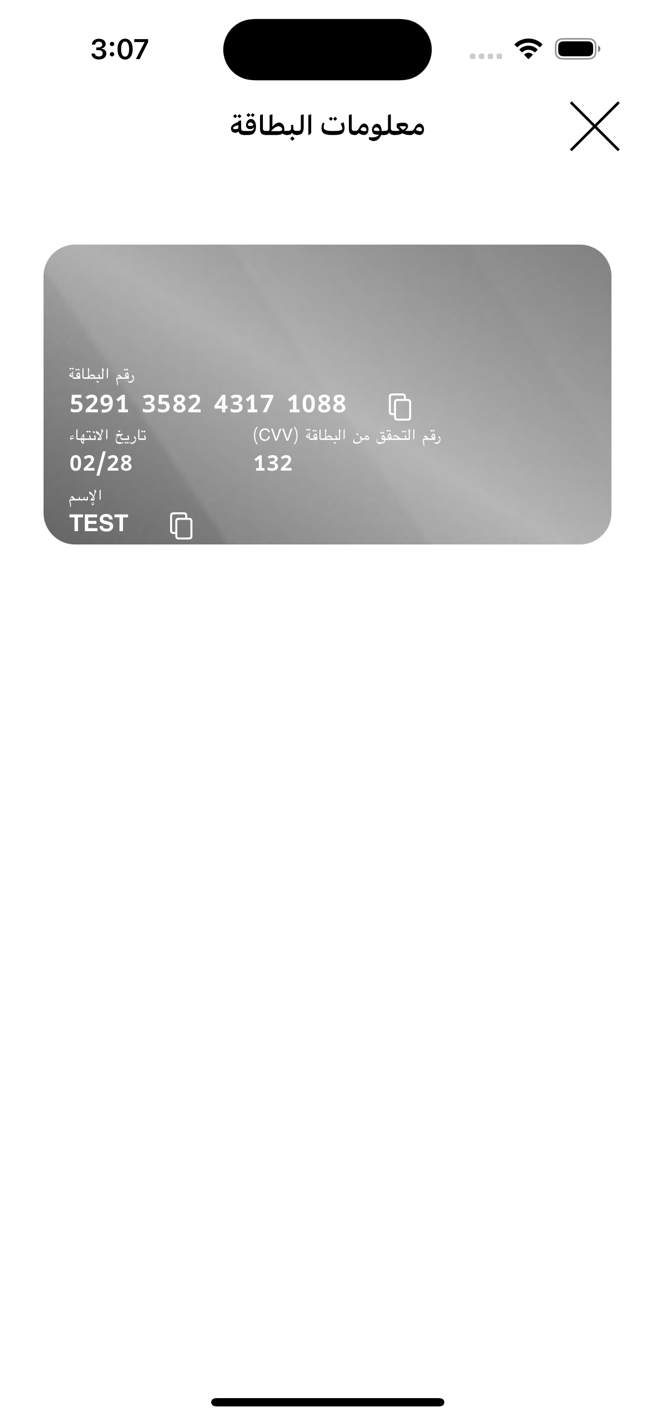 3:07
معلومات البطاقة
رقم البطاقة
5291 3582 4317 1088
تاريخ الانتهاء رقم التحقق من البطاقة (CVV)
02/28 132
الإسم
TEST